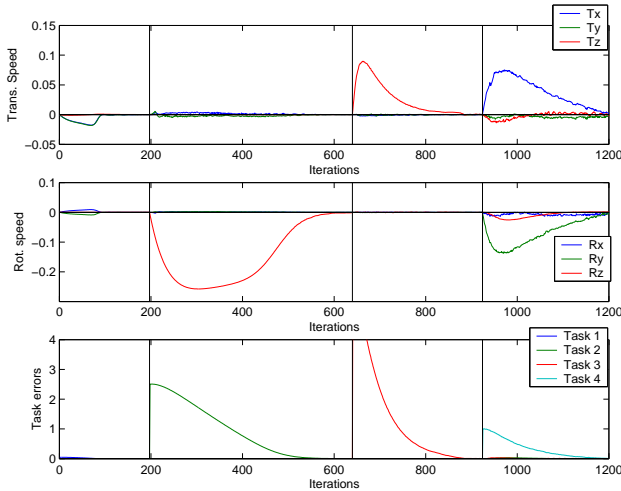 0.15
0.1
0.05
0
−0.05
Trans. Speed
0 200 400 600 800 1000 1200
Iterations
Tx
Ty
Tz
0.1
0
−0.1
−0.2
Rot. speed
0 200 400 600 800 1000 1200
Iterations
Rx
Ry
Rz
4
3
2
1
0
Task errors
0 200 400 600 800 1000 1200
Iterations
Task 1
Task 2
Task 3
Task 4